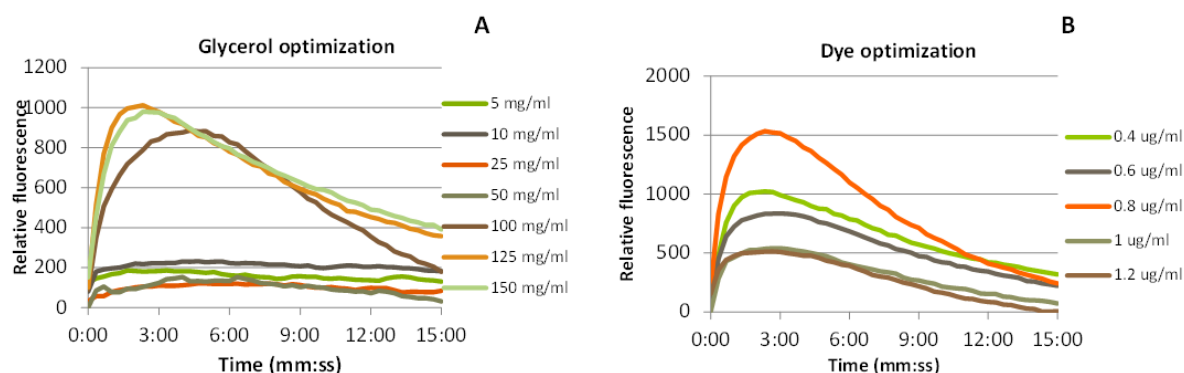 A
Glycerol optimization
1200
1000
800
600
400
200
0
Relative fluorescence
0:00 3:00 6:00 9:00 12:00 15:00
Time (mm:ss)
5 mg/ml
10 mg/ml
25 mg/ml
50 mg/ml
100 mg/ml
125 mg/ml
150 mg/ml
B
Dye optimization
2000
1500
1000
500
0
Relative fluorescence
0:00 3:00 6:00 9:00 12:00 15:00
Time (mm:ss)
0.4 ug/ml
0.6 ug/ml
0.8 ug/ml
1 ug/ml
1.2 ug/ml